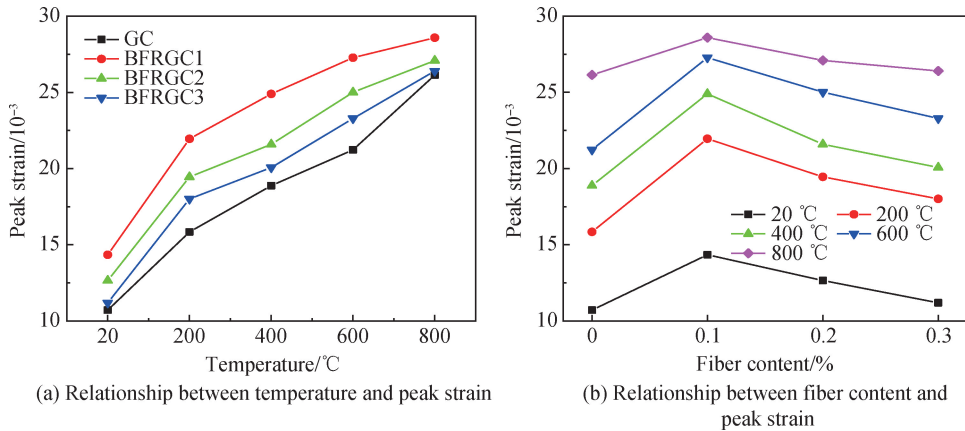 30
25
20
15
10
Peak strain/10⁻³
GC
BFRGC1
BFRGC2
BFRGC3
20 200 400 600 800
Temperature/℃
(a) Relationship between temperature and peak strain
30
25
20
15
10
Peak strain/10⁻³
20 ℃ 200 ℃
400 ℃ 600 ℃
800 ℃
0 0.1 0.2 0.3
Fiber content/%
(b) Relationship between fiber content and
peak strain